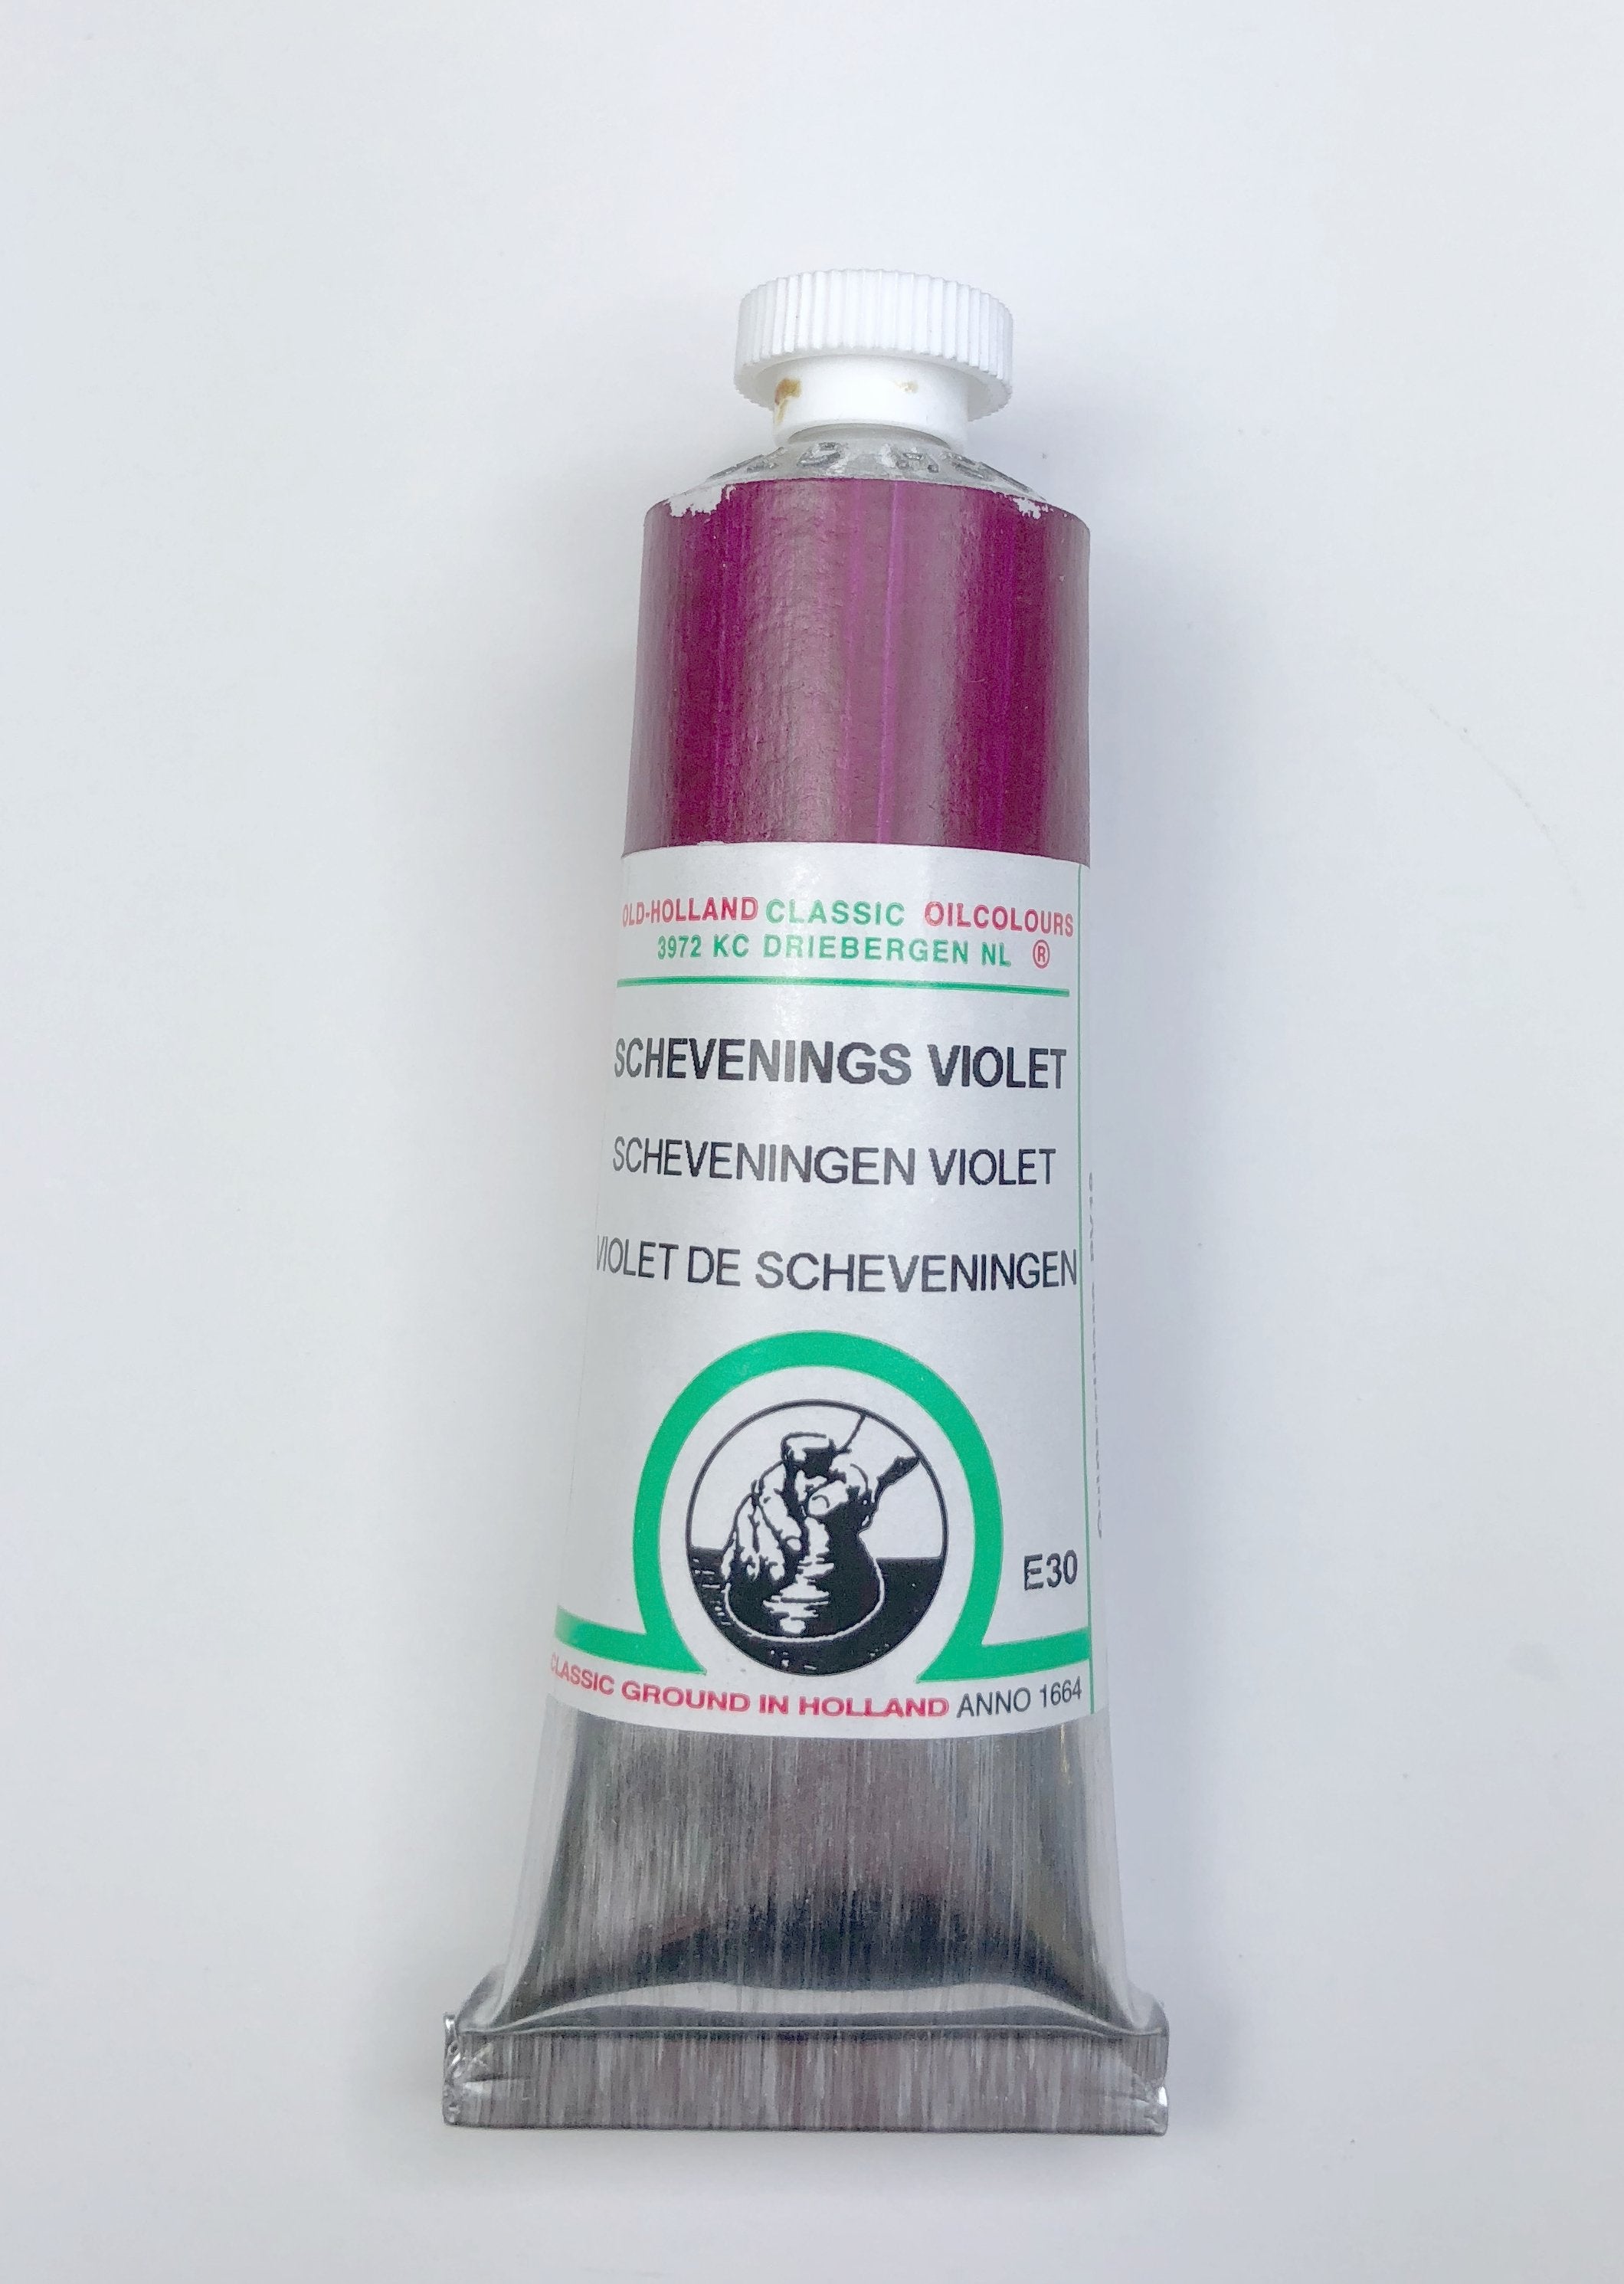 OLD-HOLLAND CLASSIC OILCOLOURS
3972 KC DRIEBERGEN NL ®
SCHEVENINGS VIOLET
SCHEVENINGEN VIOLET
VIOLET DE SCHEVENINGEN
E30
CLASSIC GROUND IN HOLLAND ANNO 1664